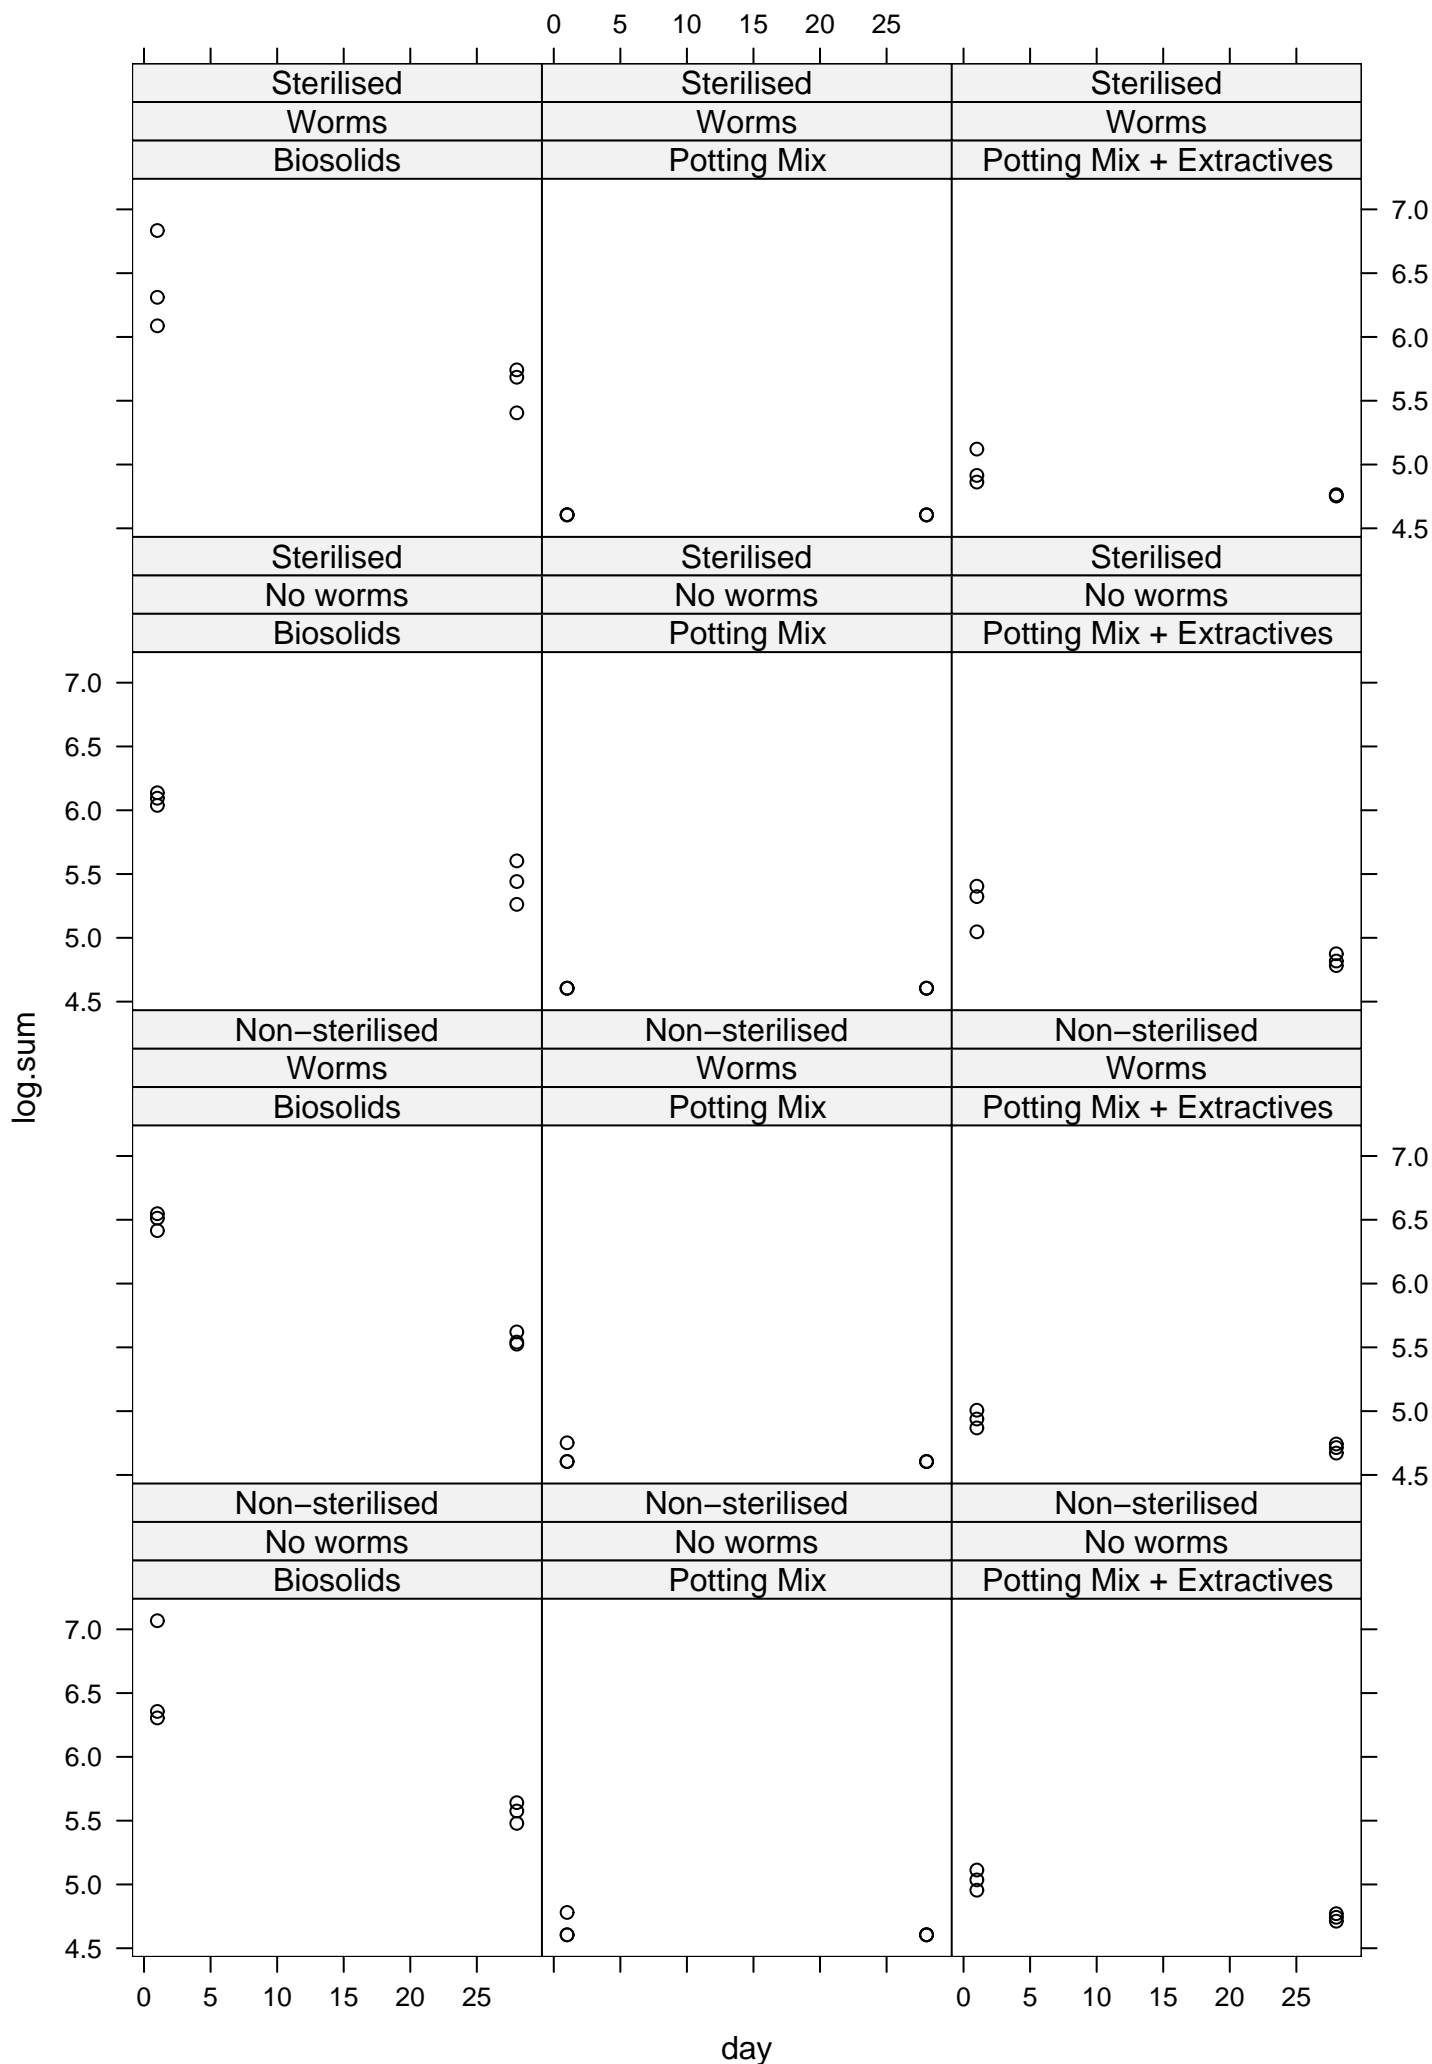 0 5 10 15 20 25
Sterilised Sterilised Sterilised
Worms Worms Worms
Biosolids Potting Mix Potting Mix + Extractives
7.0
6.5
6.0
5.5
5.0
4.5
Sterilised Sterilised Sterilised
No worms No worms No worms
Biosolids Potting Mix Potting Mix + Extractives
7.0
6.5
6.0
5.5
5.0
4.5
log.sum
Non−sterilised Non−sterilised Non−sterilised
Worms Worms Worms
Biosolids Potting Mix Potting Mix + Extractives
7.0
6.5
6.0
5.5
5.0
4.5
Non−sterilised Non−sterilised Non−sterilised
No worms No worms No worms
Biosolids Potting Mix Potting Mix + Extractives
7.0
6.5
6.0
5.5
5.0
4.5
0 5 10 15 20 25 0 5 10 15 20 25
day